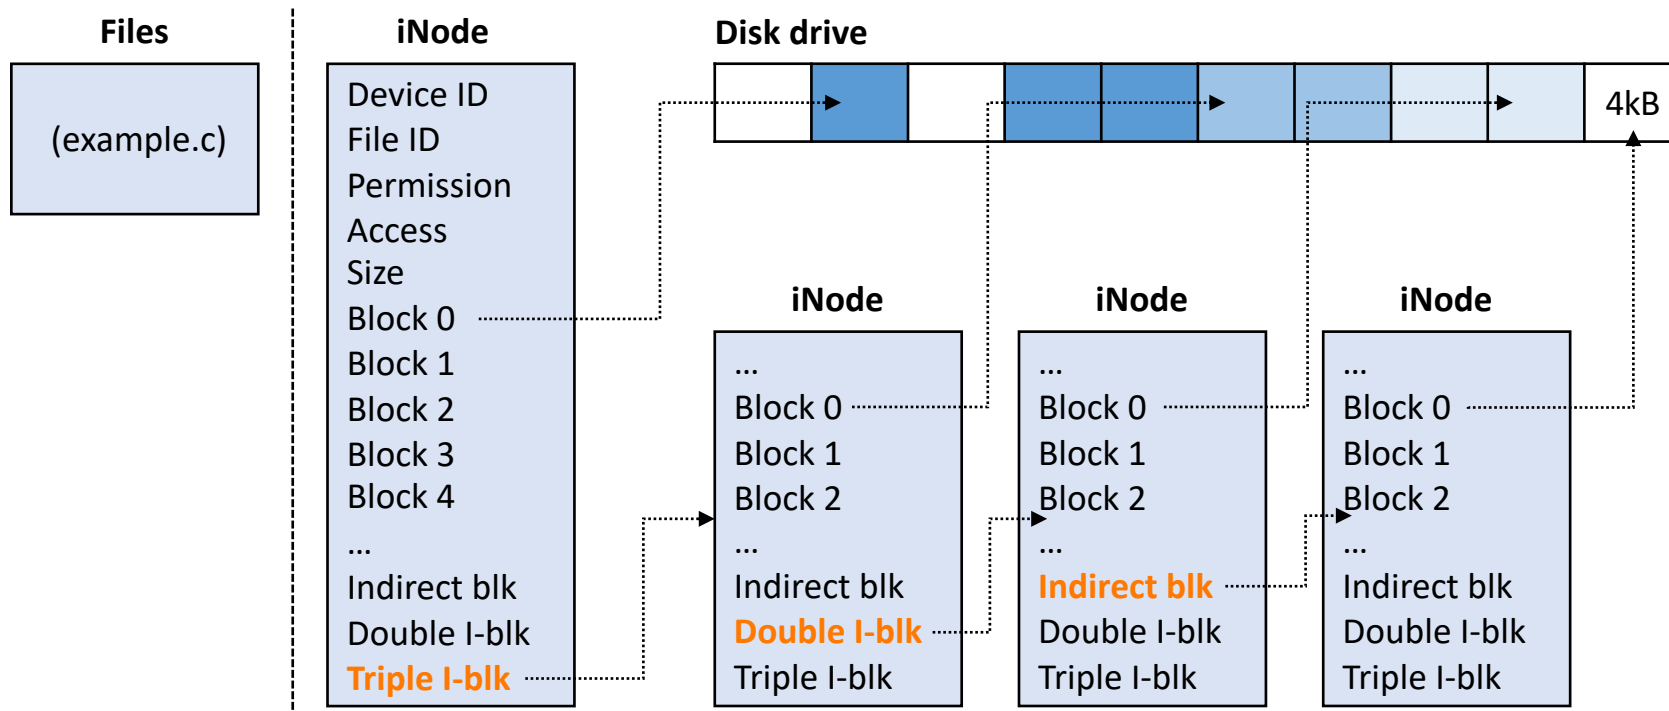 Files
(example.c)
iNode
Device ID
File ID
Permission
Access
Size
Block 0
Block 1
Block 2
Block 3
Block 4
...
Indirect blk
Double I-blk
Triple I-blk
Disk drive
4kB
iNode
...
Block 0
Block 1
Block 2
...
Indirect blk
Double I-blk
Triple I-blk
iNode
...
Block 0
Block 1
Block 2
...
Indirect blk
Double I-blk
Triple I-blk
iNode
...
Block 0
Block 1
Block 2
...
Indirect blk
Double I-blk
Triple I-blk